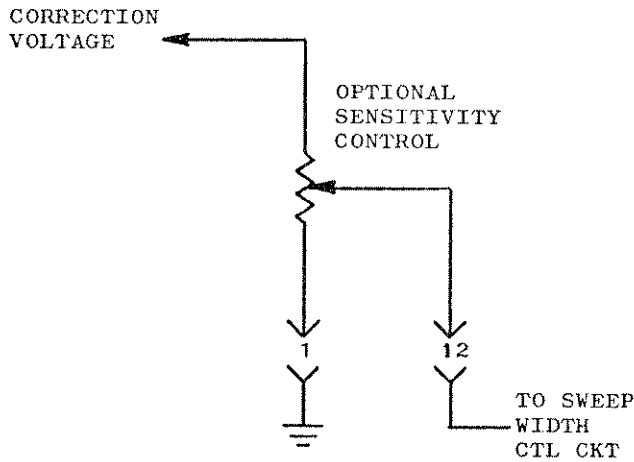 CORRECTION
VOLTAGE
OPTIONAL
SENSITIVITY
CONTROL
1
12
TO SWEEP
WIDTH
CTL CKT